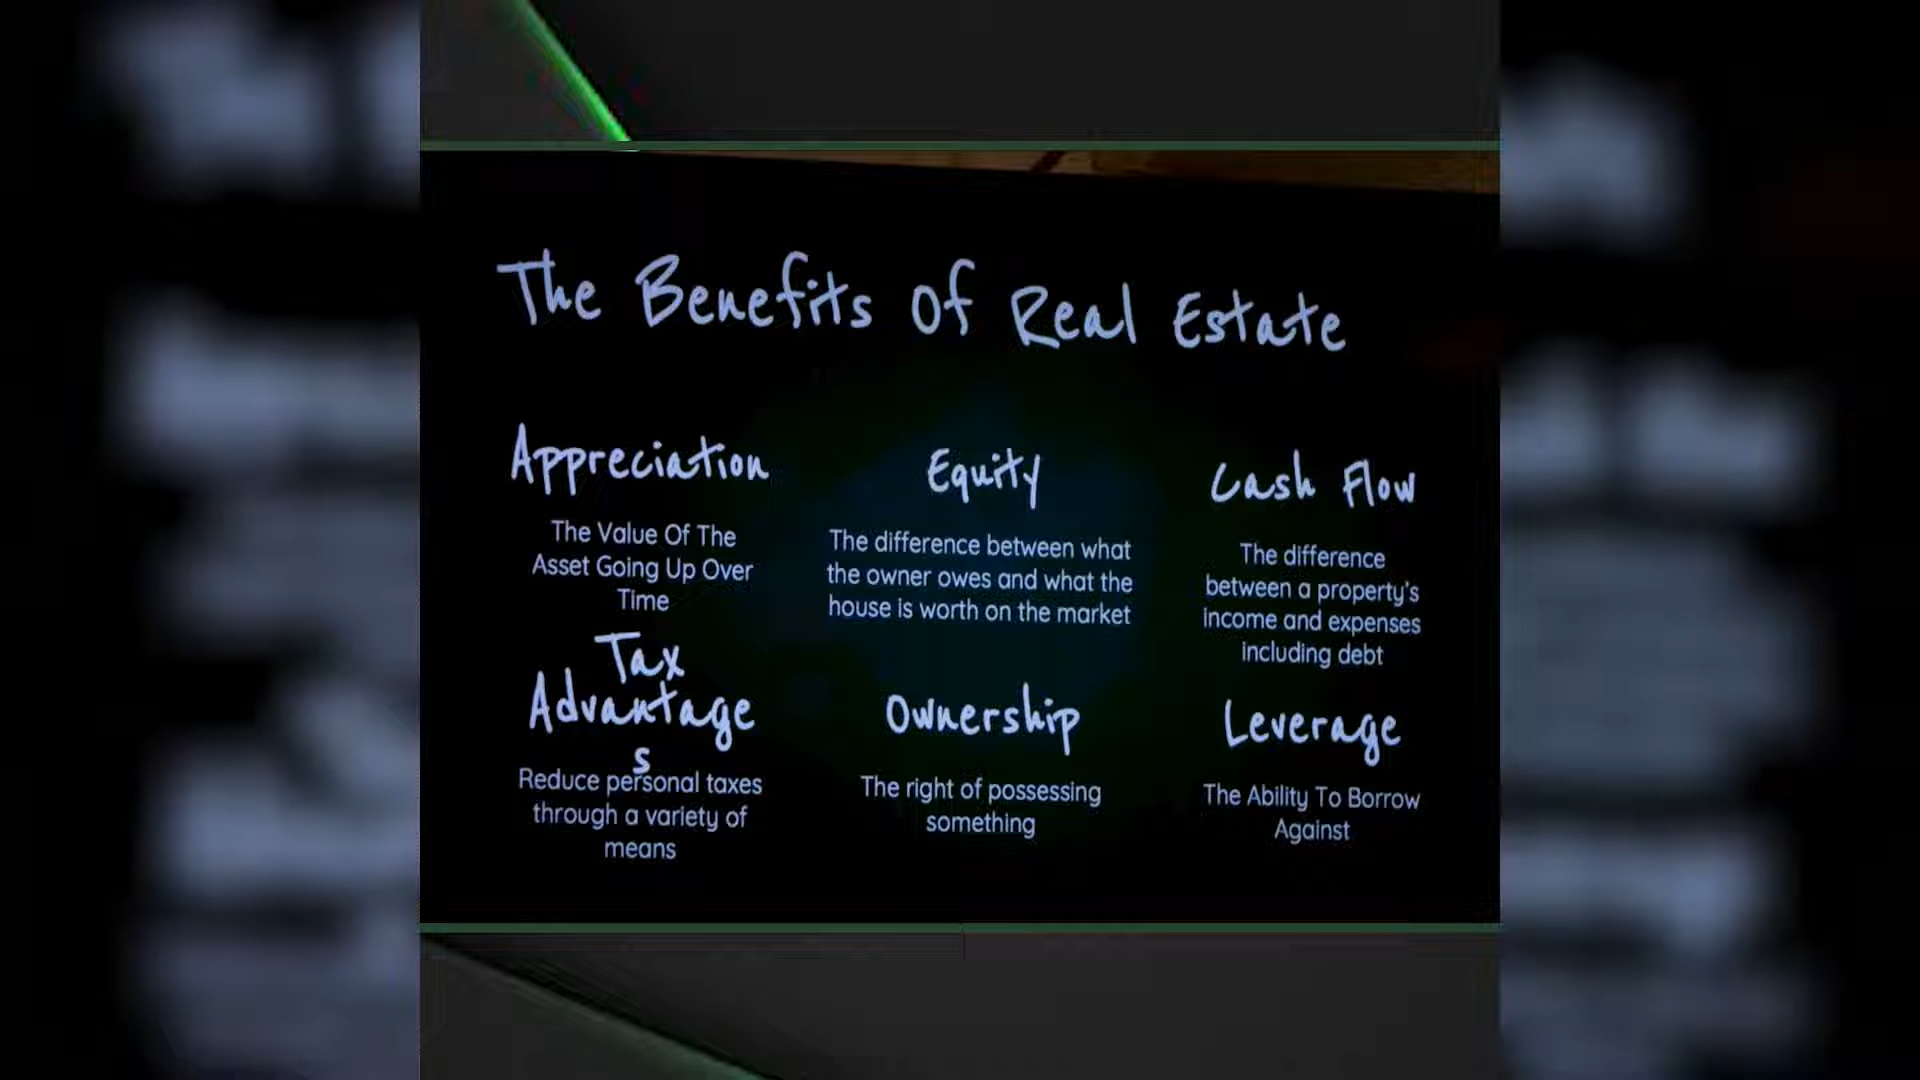 The Benefits Of Real Estate
Appreciation
The Value Of The
Asset Going Up Over
Time
Equity
The difference between what
the owner owes and what the
house is worth on the market
Cash Flow
The difference
between a property's
income and expenses
including debt
Tax
Advantage
s
Reduce personal taxes
through a variety of
means
Ownership
The right of possessing
something
Leverage
The Ability To Borrow
Against